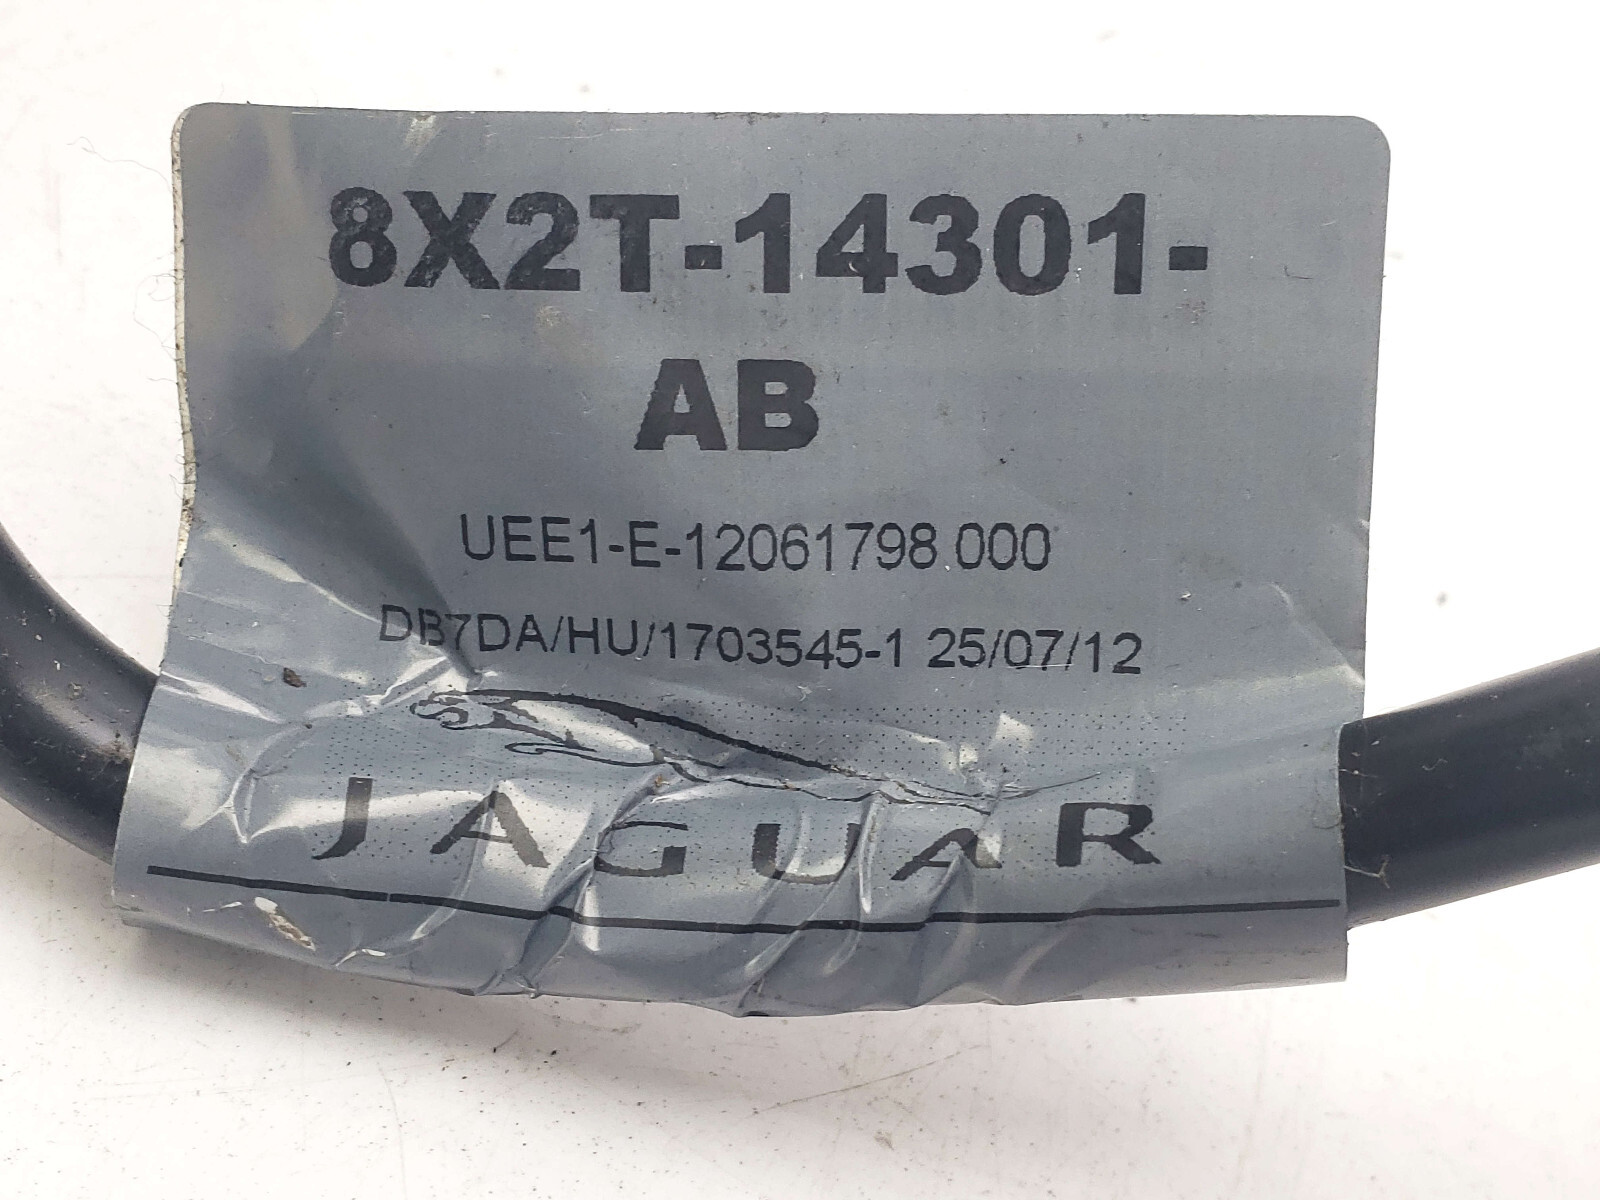 8X2T-14301-
AB
UEE1-E-12061798 000
DB7DA/HU/1703545-1 25/07/12
JAGUAR